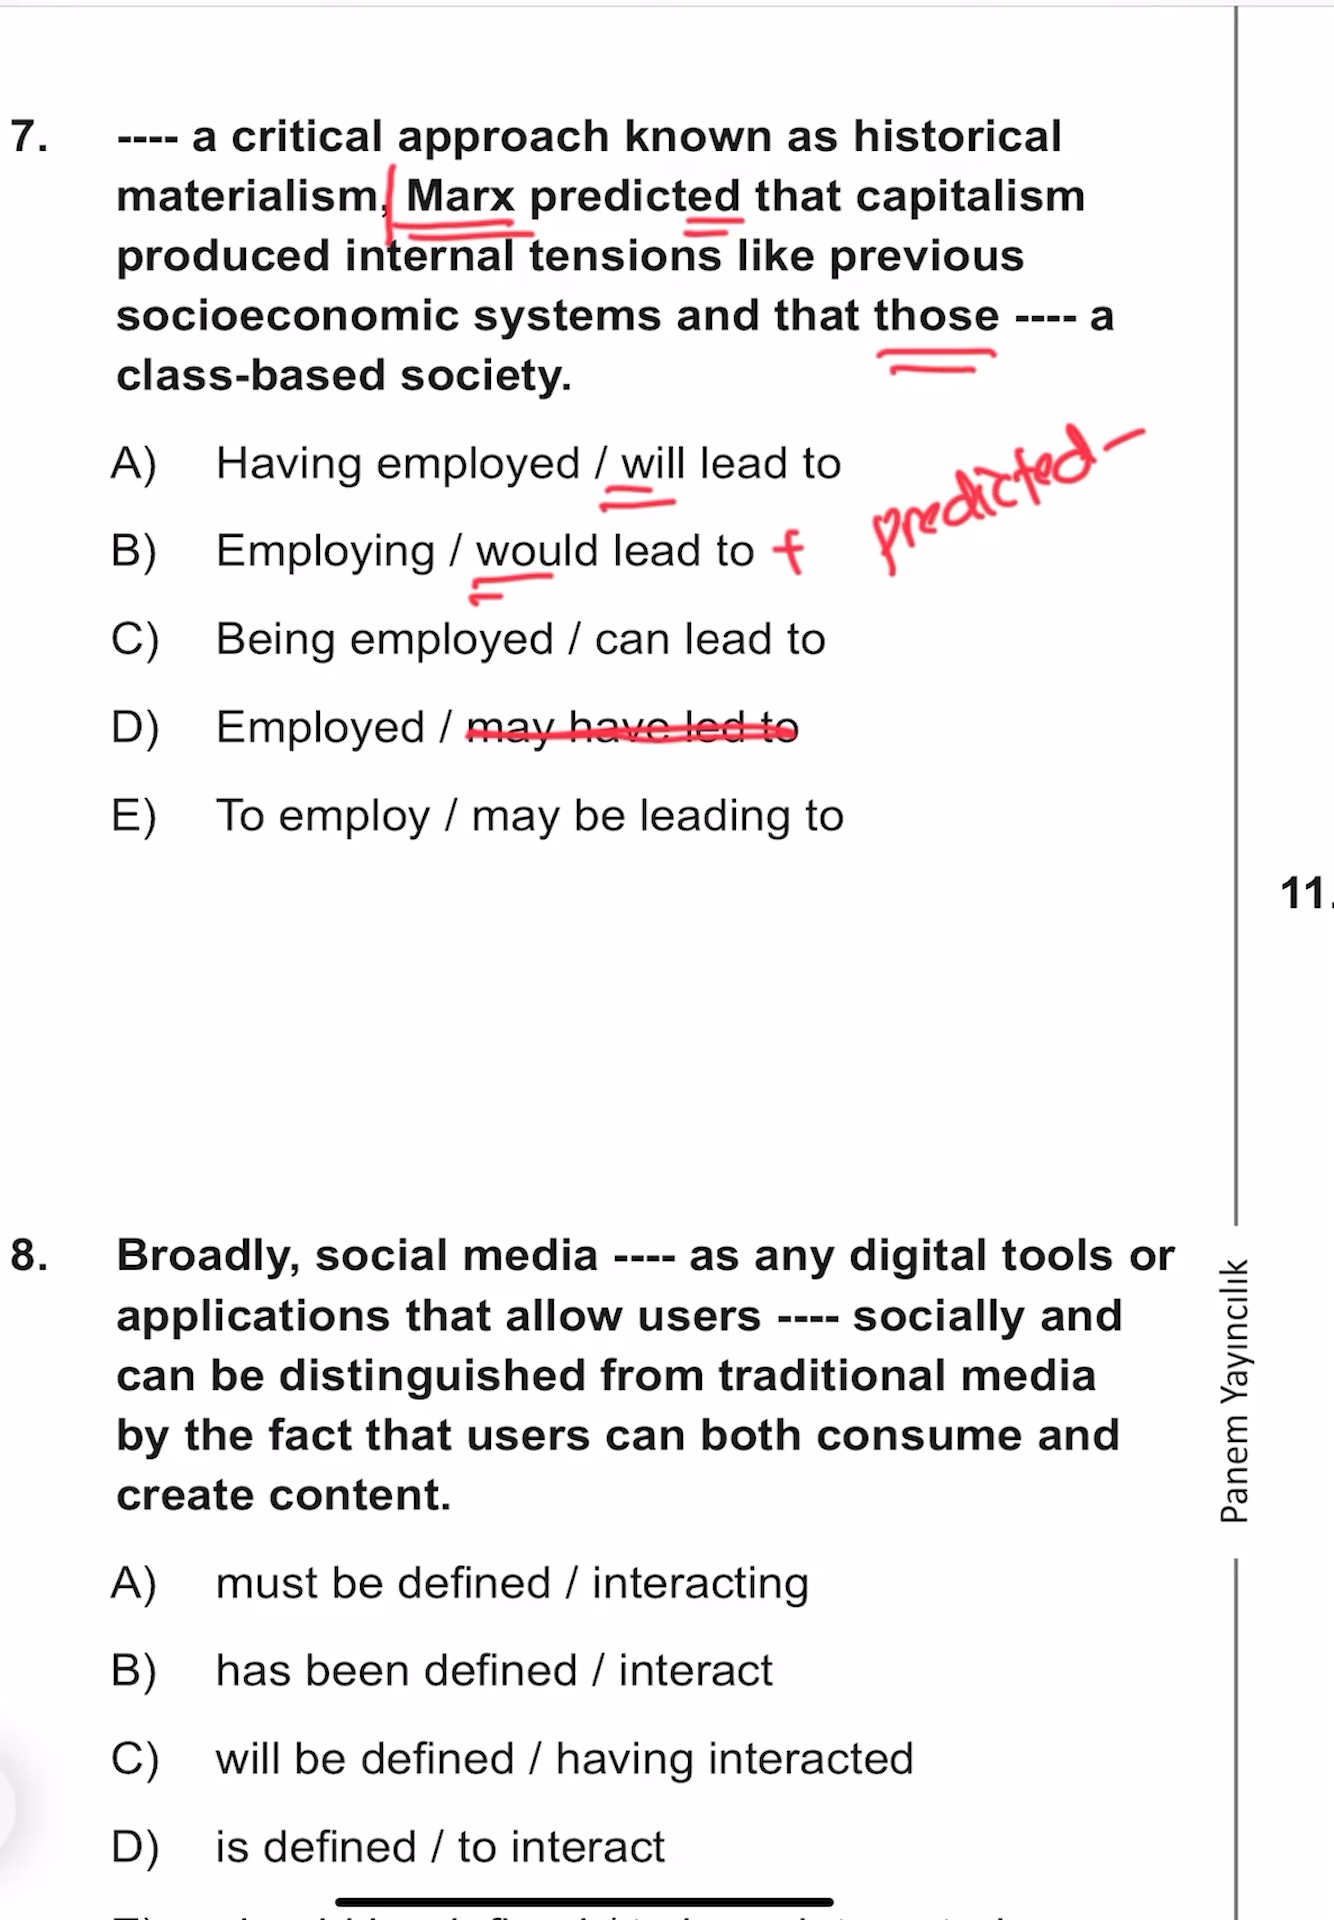 7. ---- a critical approach known as historical
materialism, Marx predicted that capitalism
produced internal tensions like previous
socioeconomic systems and that those ---- a
class-based society.
A) Having employed / will lead to
B) Employing / would lead to +
predicted-
C) Being employed / can lead to
D) Employed / may have led to
E) To employ / may be leading to
8. Broadly, social media ---- as any digital tools or
applications that allow users ---- socially and
can be distinguished from traditional media
by the fact that users can both consume and
create content.
A) must be defined / interacting
B) has been defined / interact
C) will be defined / having interacted
D) is defined / to interact
Panem Yayıncılık
11.